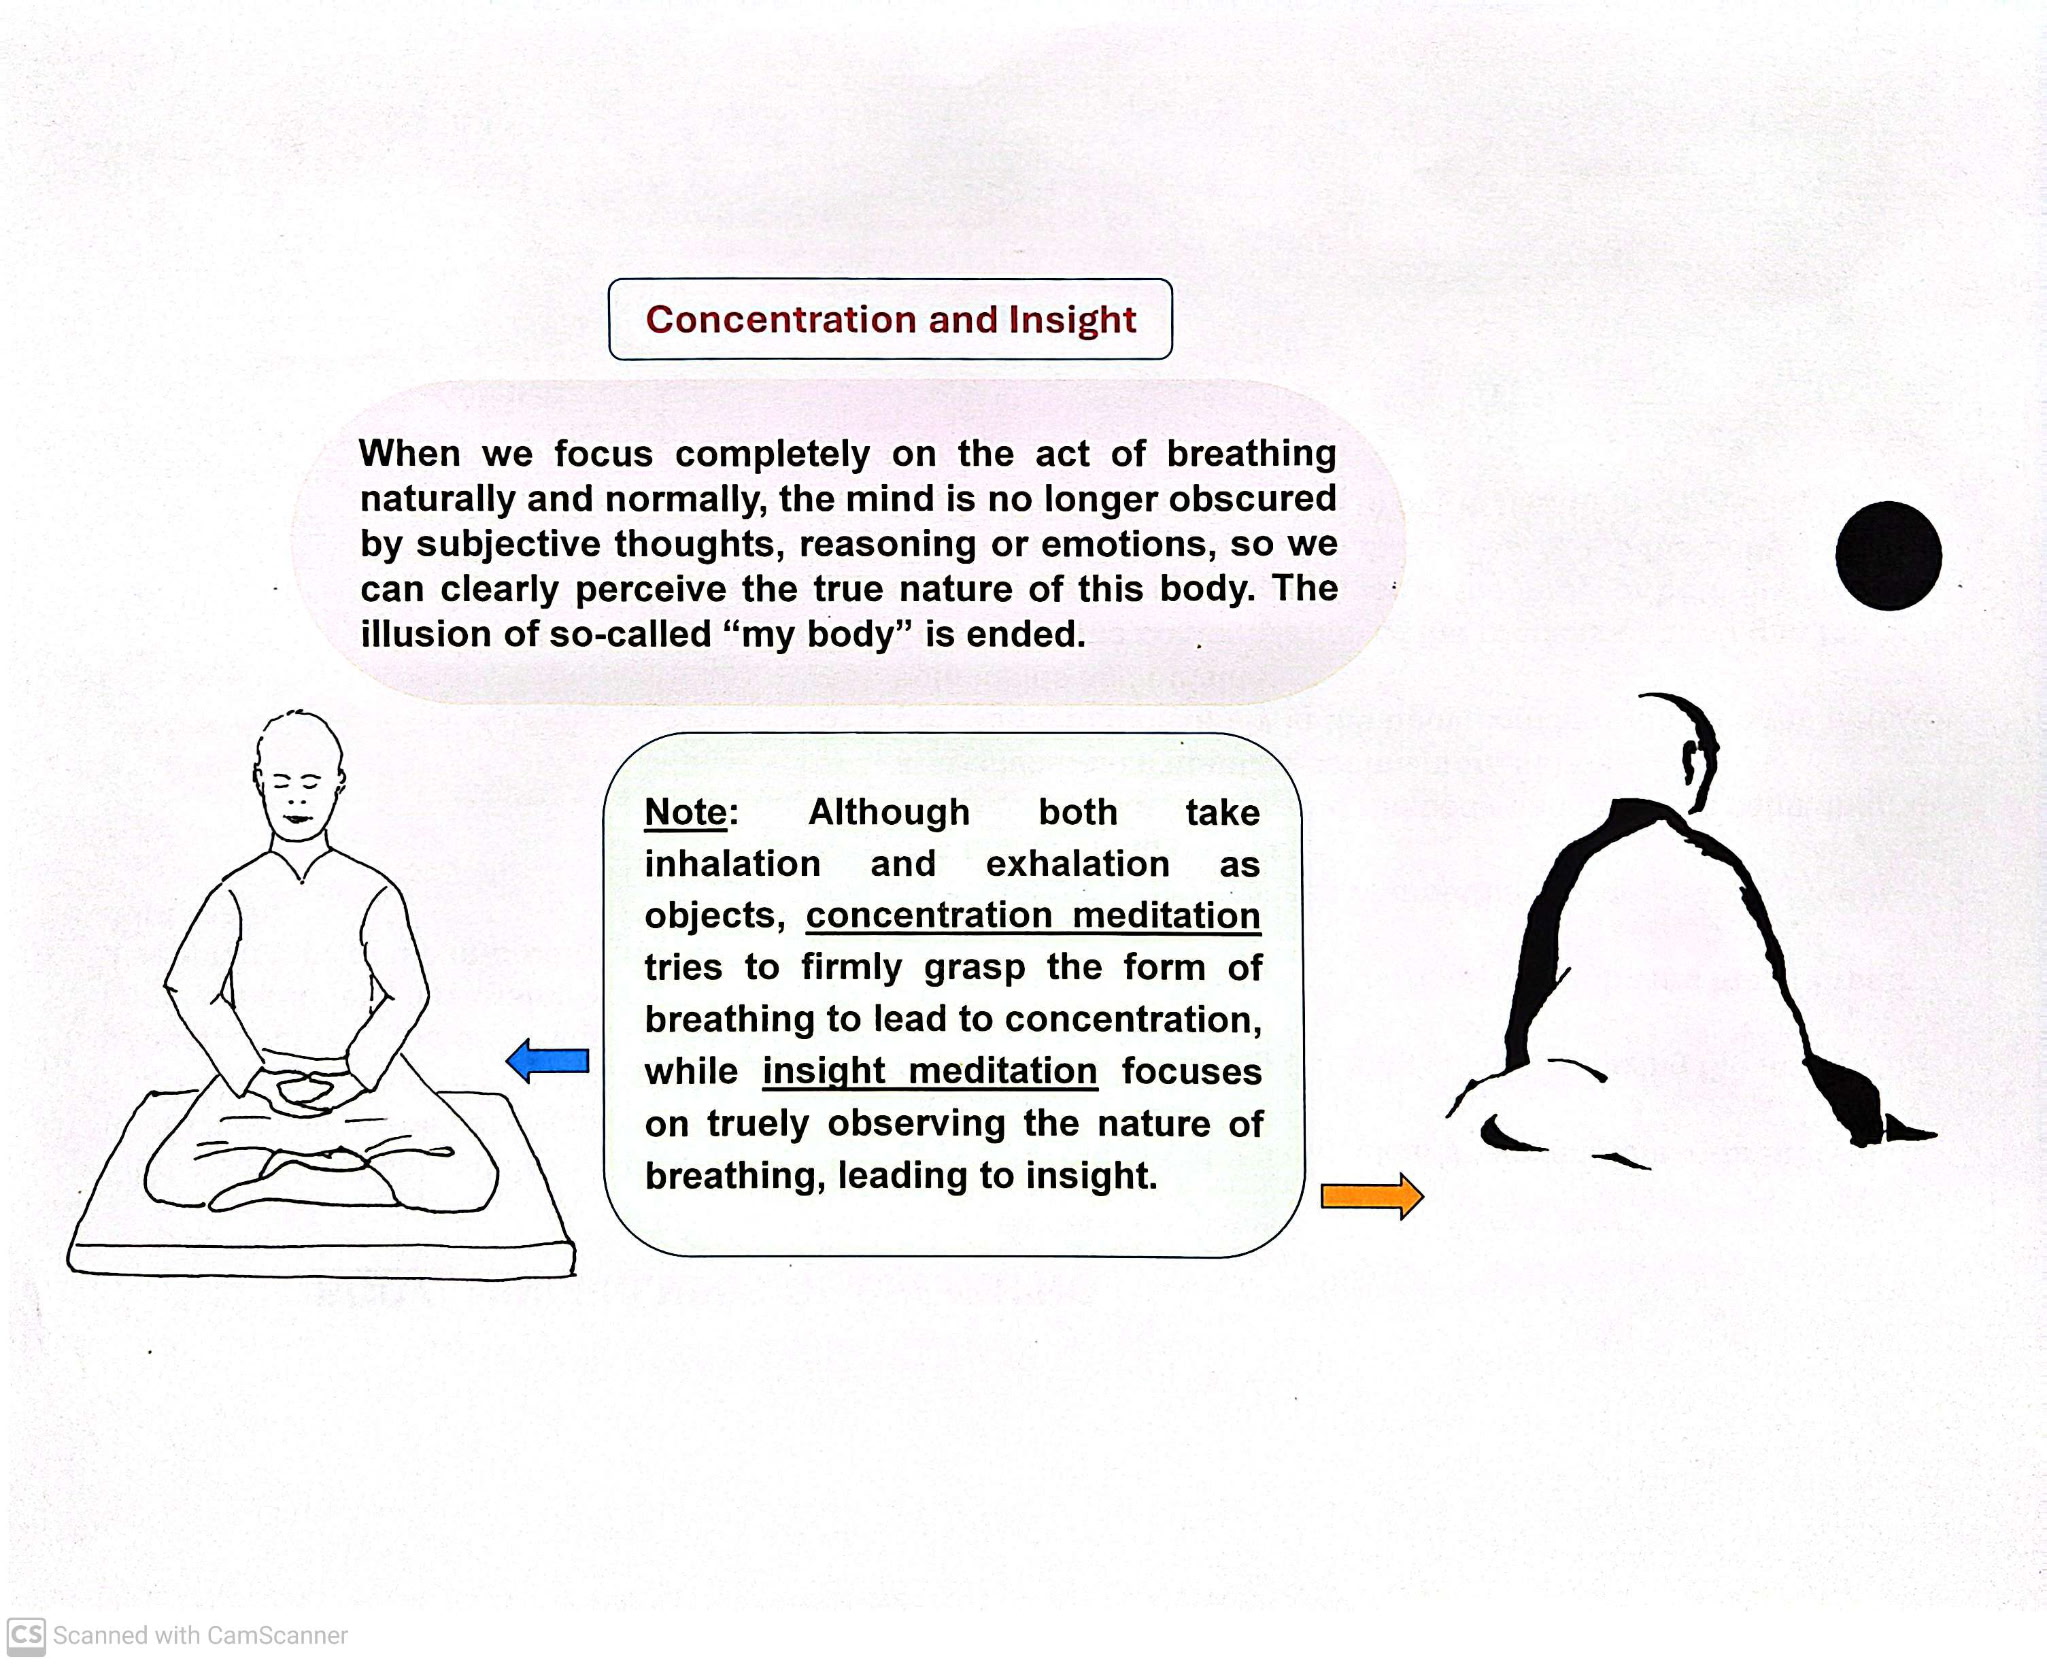 Concentration and Insight
When we focus completely on the act of breathing
naturally and normally, the mind is no longer obscured
by subjective thoughts, reasoning or emotions, so we
can clearly perceive the true nature of this body. The
illusion of so-called “my body” is ended.
Note: Although both take
inhalation and exhalation as
objects, concentration meditation
tries to firmly grasp the form of
breathing to lead to concentration,
while insight meditation focuses
on truely observing the nature of
breathing, leading to insight.
CS Scanned with CamScanner